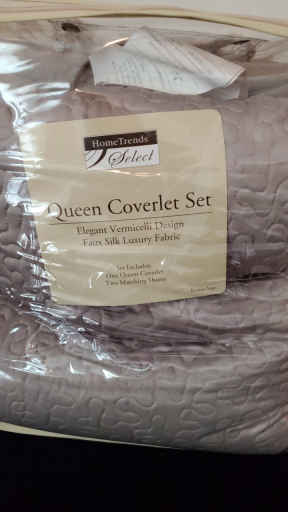 HomeTrends
Select
Queen Coverlet Set
Elegant Vermicelli Design
Faux Silk Luxury Fabric
Set Includes:
One Queen Coverlet
Two Matching Shams